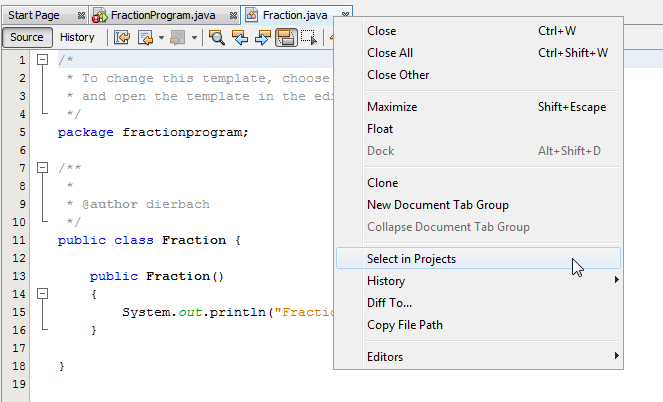 Start Page FractionProgram.java Fraction.java
Source History
1 /*
2  * To change this template, choose
3  * and open the template in the edi
4  */
5 package fractionprogram;
6
7 /**
8  *
9  * @author dierbach
10  */
11 public class Fraction {
12
13     public Fraction()
14     {
15         System.out.println("Fractio
16     }
17
18 }
19
Close Ctrl+W
Close All Ctrl+Shift+W
Close Other
Maximize Shift+Escape
Float
Dock Alt+Shift+D
Clone
New Document Tab Group
Collapse Document Tab Group
Select in Projects
History
Diff To...
Copy File Path
Editors